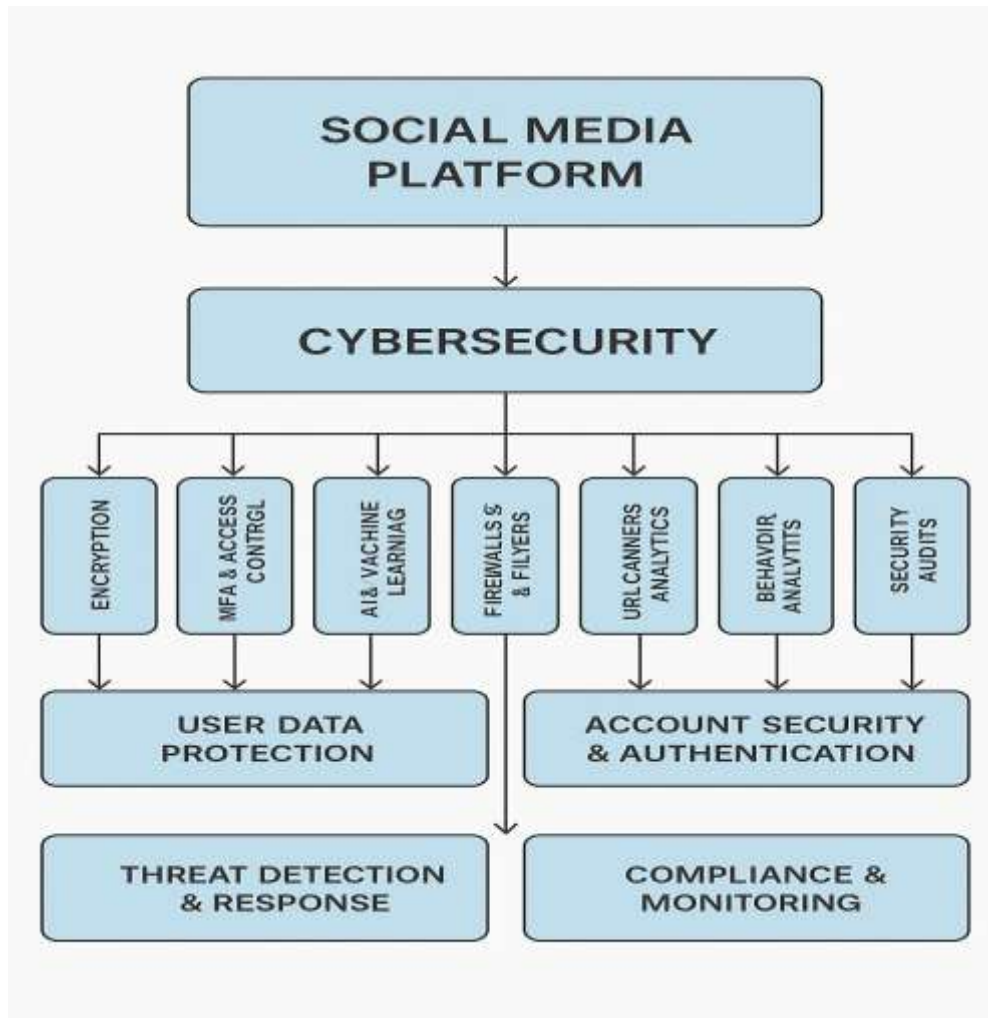 SOCIAL MEDIA
PLATFORM
CYBERSECURITY
ENCRYPTION
MFA & ACCESS
CONTRGL
AI & VACHINE
LEARNIAG
FIREWALLS &
& FILYERS
URL CANNERS
ANALYTICS
BEHAVDIR,
ANALVTITS
SECURITY
AUDITS
USER DATA
PROTECTION
ACCOUNT SECURITY
& AUTHENTICATION
THREAT DETECTION
& RESPONSE
COMPLIANCE &
MONITORING